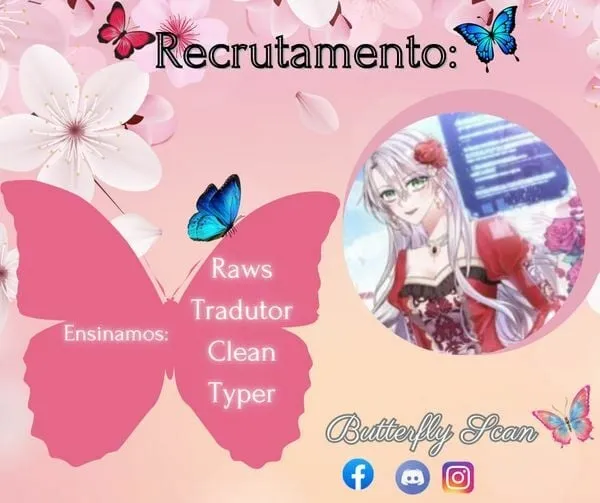 Recrutamento:
Ensinamos:
Raws
Tradutor
Clean
Typer
Butterfly Scan